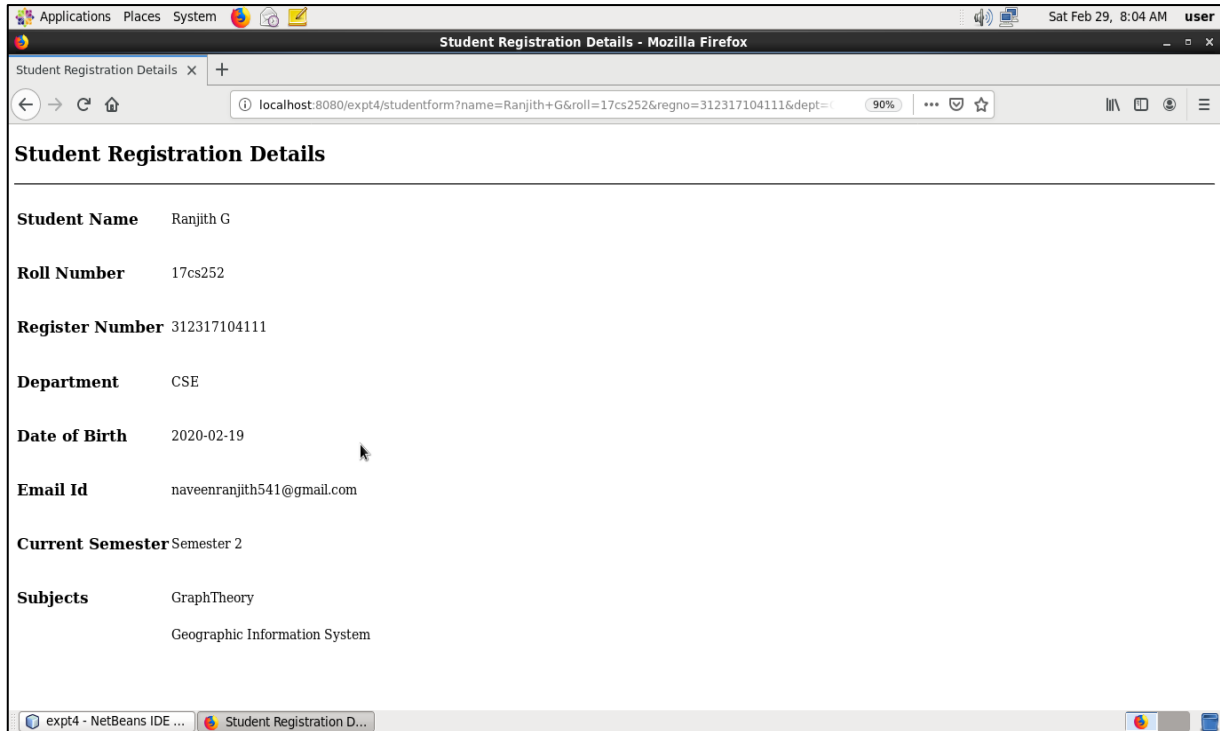 Applications Places System Sat Feb 29, 8:04 AM user
Student Registration Details - Mozilla Firefox
Student Registration Details
localhost:8080/expt4/studentform?name=Ranjith+G&roll=17cs252&regno=312317104111&dept= 90%
Student Registration Details
Student Name Ranjith G
Roll Number 17cs252
Register Number 312317104111
Department CSE
Date of Birth 2020-02-19
Email Id naveenranjith541@gmail.com
Current Semester Semester 2
Subjects GraphTheory
Geographic Information System
expt4 - NetBeans IDE ... Student Registration D...